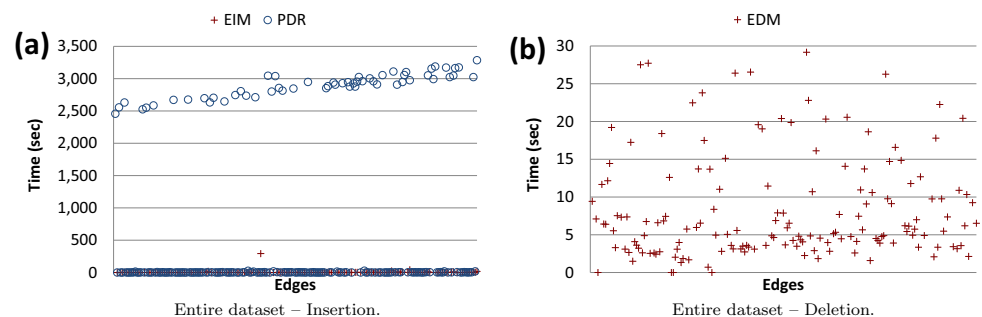 EIM PDR
(a)
3,500
3,000
2,500
2,000
1,500
1,000
500
0
Time (sec)
Edges
Entire dataset – Insertion.
EDM
(b)
30
25
20
15
10
5
0
Time (sec)
Edges
Entire dataset – Deletion.